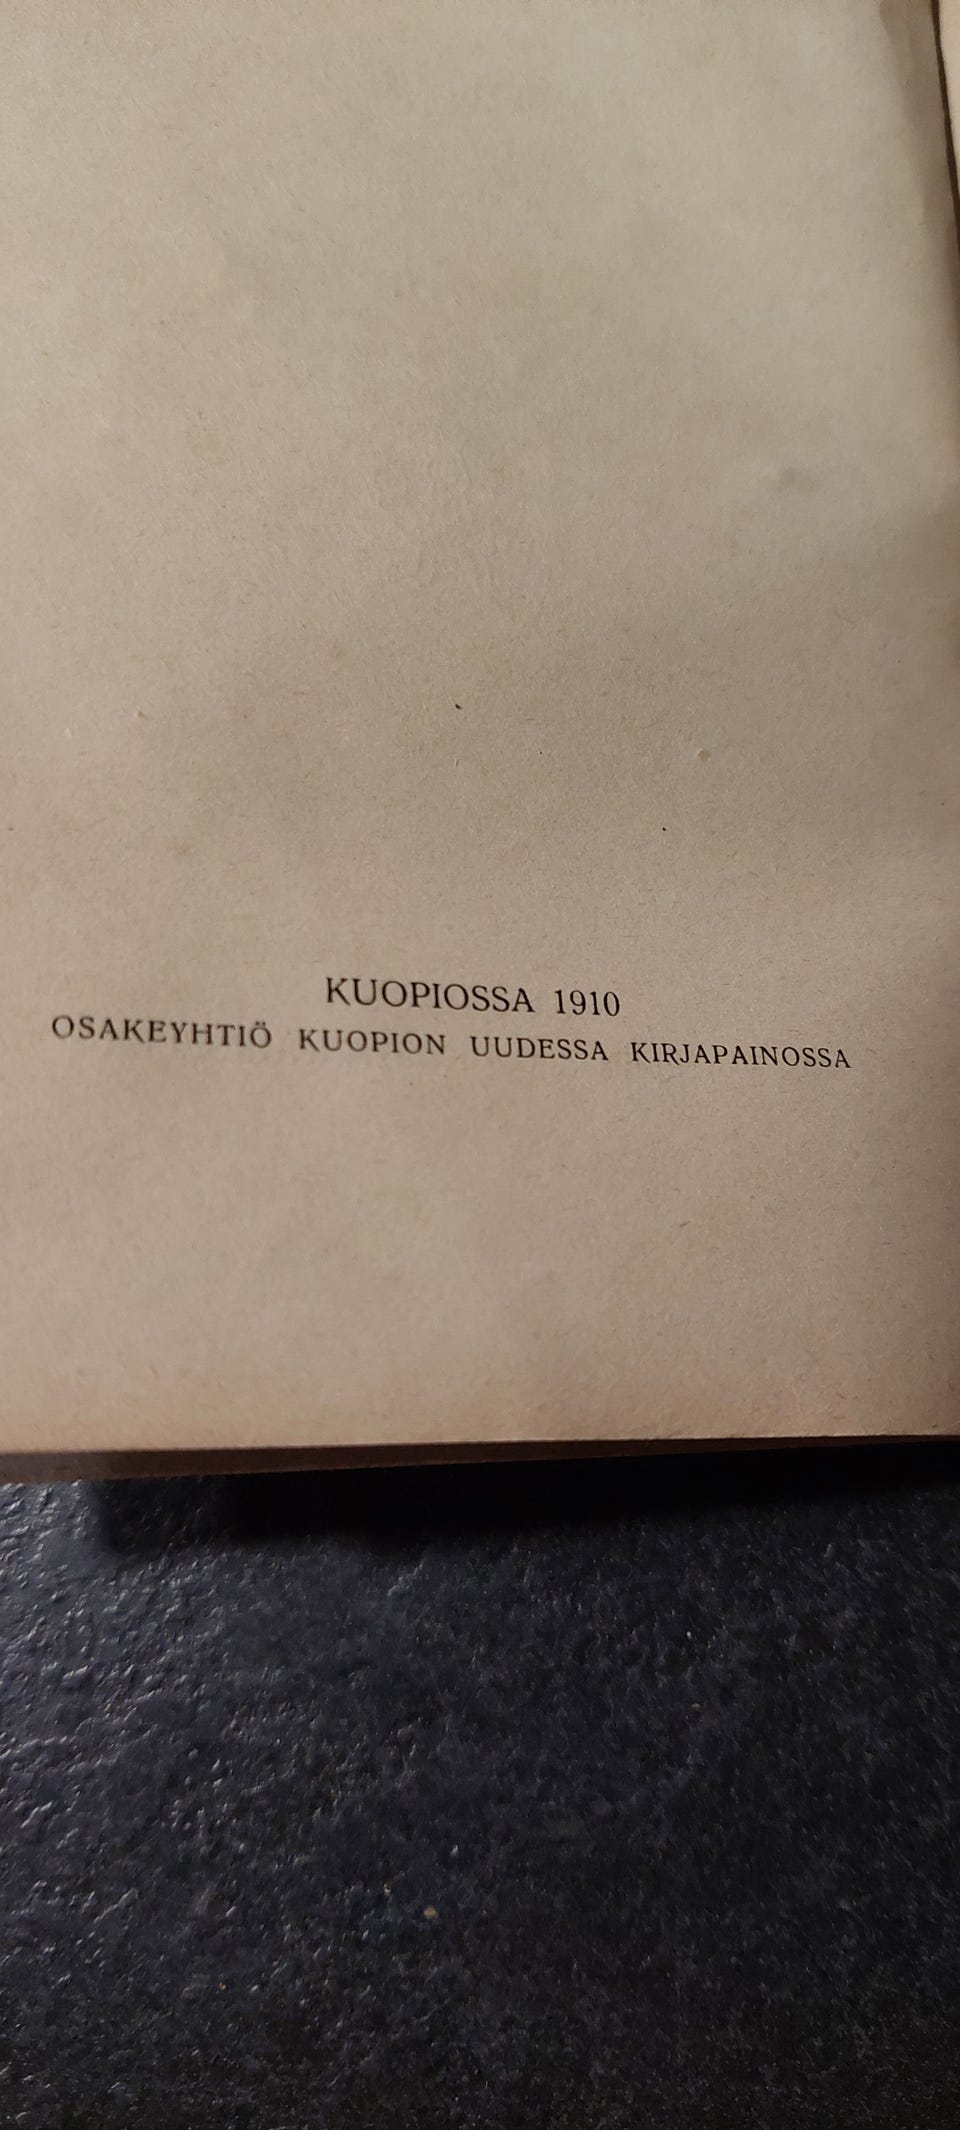 KUOPIOSSA 1910
OSAKEYHTIÖ KUOPION UUDESSA KIRJAPAINOSSA